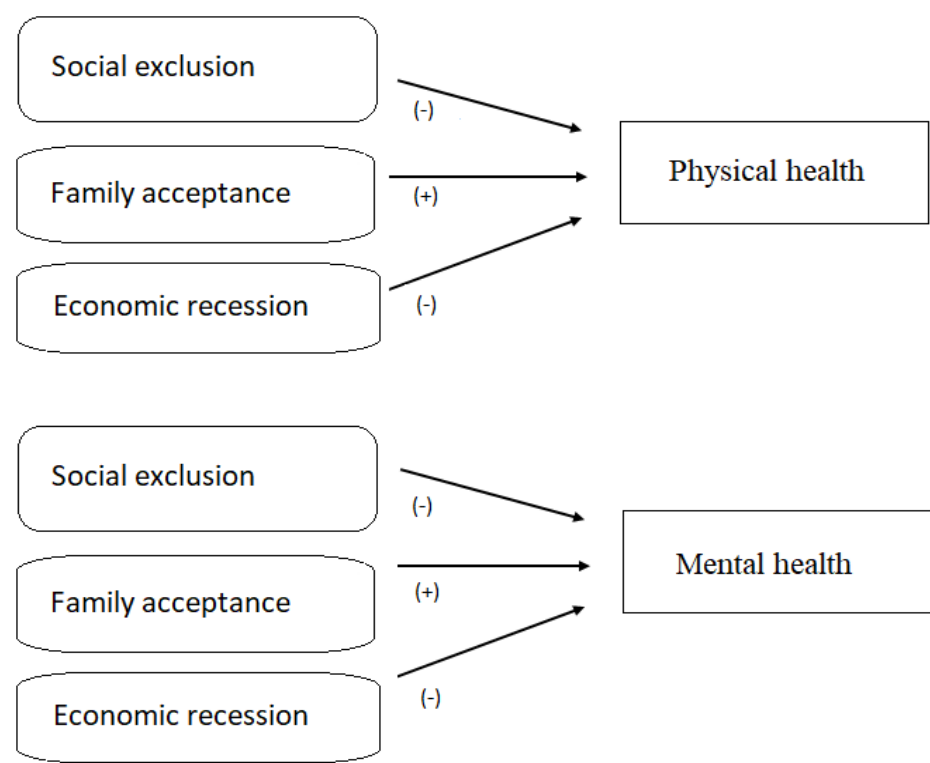 Social exclusion
(-)
Physical health
Family acceptance
(+)
Economic recession
(-)
Social exclusion
(-)
Mental health
Family acceptance
(+)
Economic recession
(-)